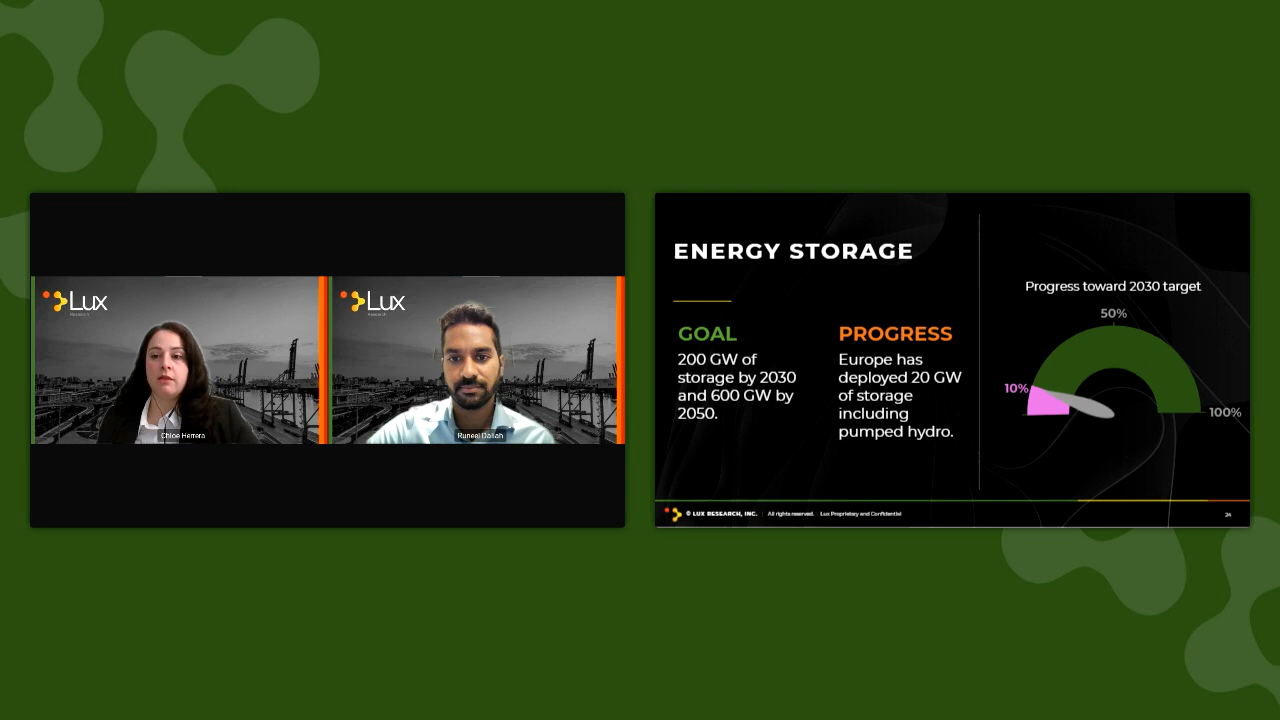 Lux
Research
Chloe Herrera
Lux
Research
Runeel Daliah
ENERGY STORAGE
GOAL
200 GW of
storage by 2030
and 600 GW by
2050.
PROGRESS
Europe has
deployed 20 GW
of storage
including
pumped hydro.
Progress toward 2030 target
50%
10%
100%
© LUX RESEARCH, INC. | All rights reserved. Lux Proprietary and Confidential
24